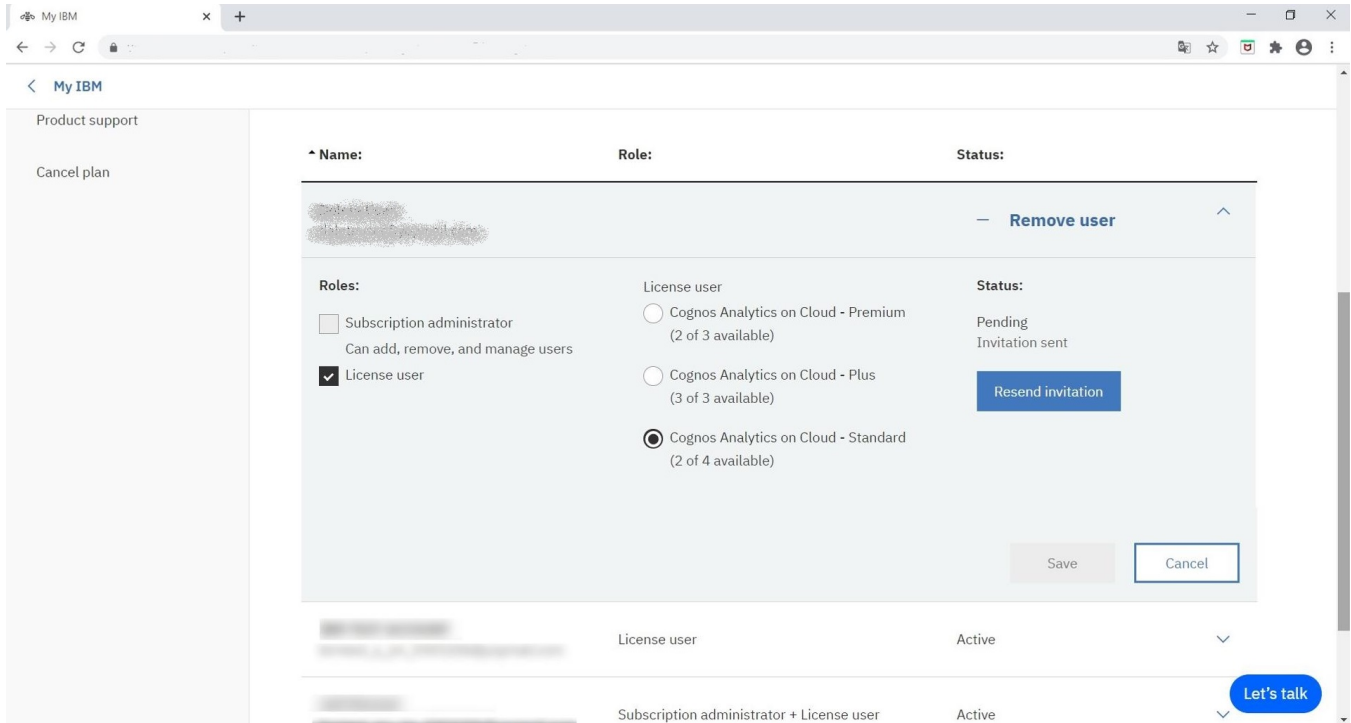 My IBM
My IBM
Product support
Cancel plan
Name:
Role:
Status:
Remove user
Roles:
Subscription administrator
Can add, remove, and manage users
License user
License user
Cognos Analytics on Cloud - Premium
(2 of 3 available)
Cognos Analytics on Cloud - Plus
(3 of 3 available)
Cognos Analytics on Cloud - Standard
(2 of 4 available)
Status:
Pending
Invitation sent
Resend invitation
Save
Cancel
License user
Active
Subscription administrator + License user
Active
Let's talk